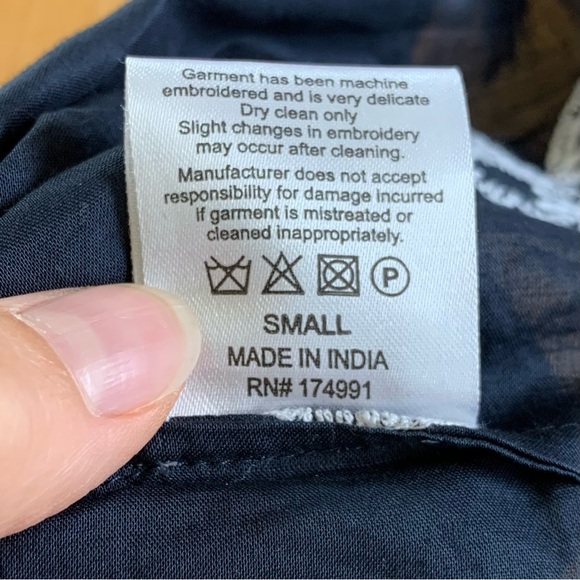 Garment has been machine
embroidered and is very delicate
Dry clean only
Slight changes in embroidery
may occur after cleaning.
Manufacturer does not accept
responsibility for damage incurred
if garment is mistreated or
cleaned inappropriately.
P
SMALL
MADE IN INDIA
RN# 174991